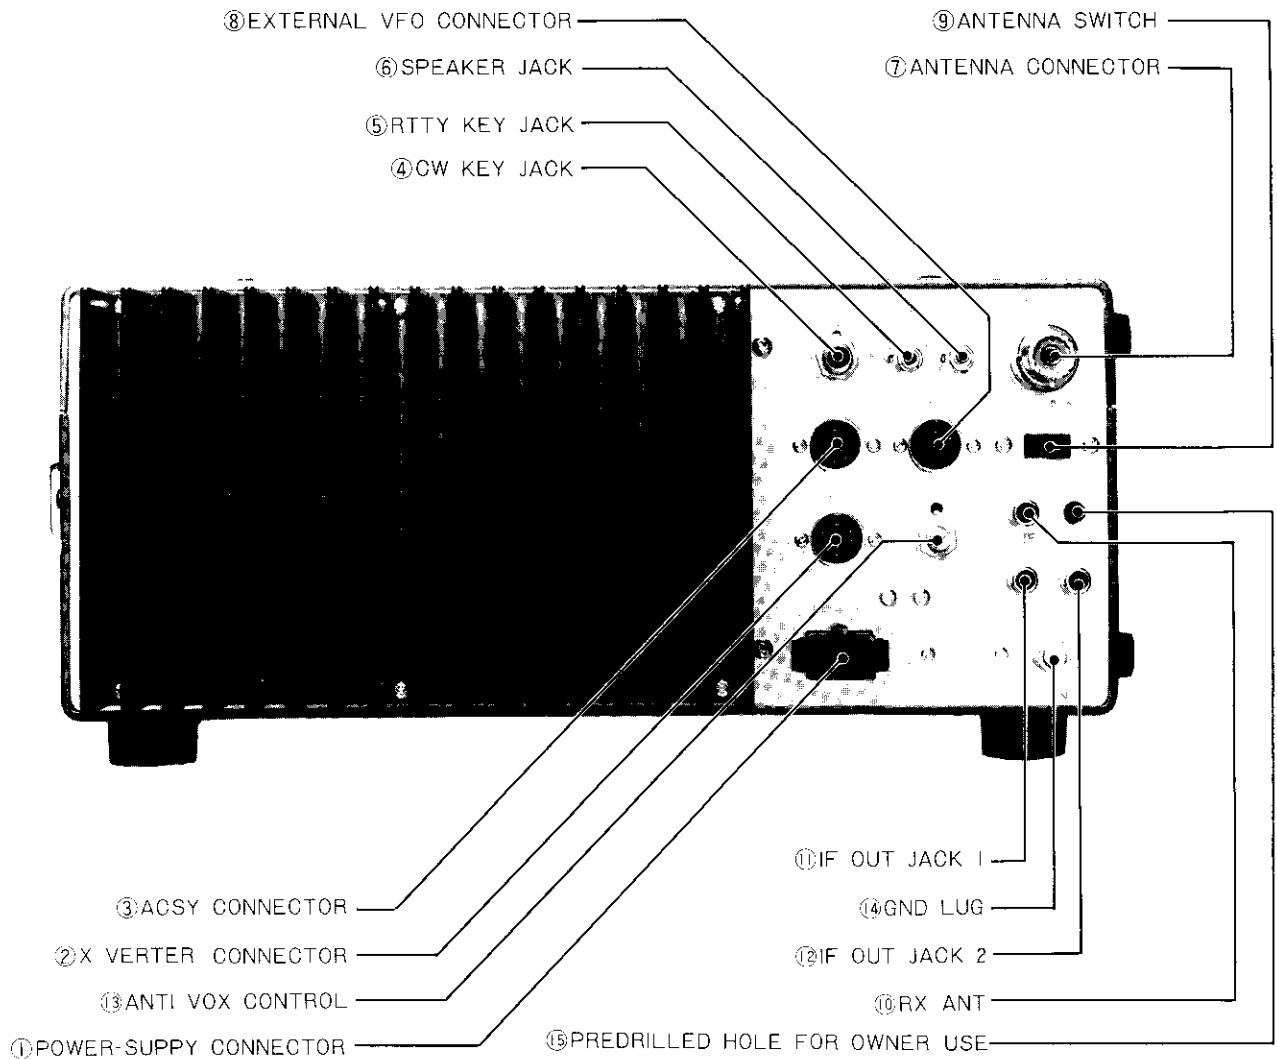 ⑧EXTERNAL VFO CONNECTOR
⑨ANTENNA SWITCH
⑥SPEAKER JACK
⑦ANTENNA CONNECTOR
⑤RTTY KEY JACK
④CW KEY JACK
⑪IF OUT JACK 1
③ACSY CONNECTOR
⑭GND LUG
②X VERTER CONNECTOR
⑫IF OUT JACK 2
⑬ANTI VOX CONTROL
⑩RX ANT
①POWER-SUPPY CONNECTOR
⑮PREDRILLED HOLE FOR OWNER USE